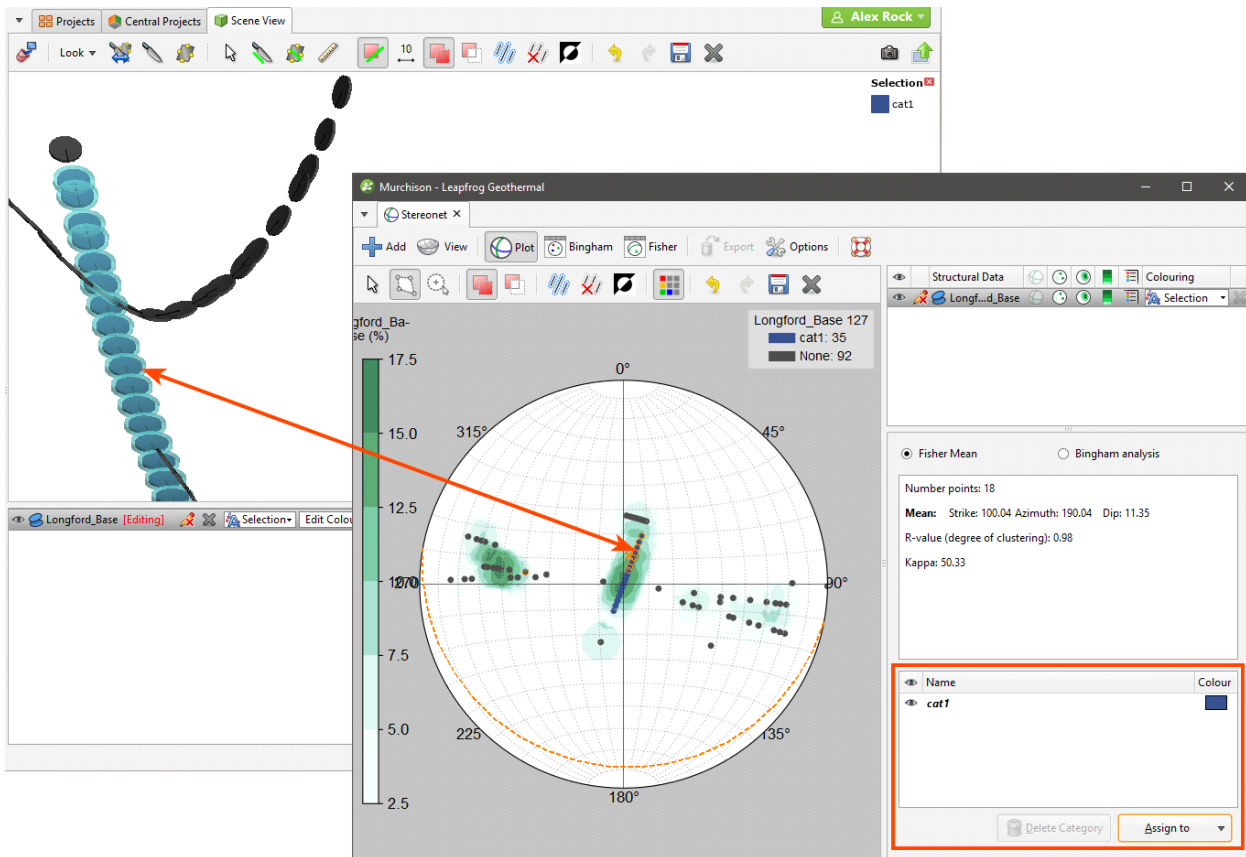 Projects
Central Projects
Scene View
Alex Rock
Look
10
Selection
cat1
Murchison - Leapfrog Geothermal
Stereonet
Add
View
Plot
Bingham
Fisher
Export
Options
Structural Data
Colouring
Longf...d_Base
Selection
gford_Ba-
se (%)
Longford_Base 127
cat1: 35
None: 92
17.5
15.0
12.5
7.5
5.0
2.5
0°
45°
90°
135°
180°
225°
270
315°
Fisher Mean
Bingham analysis
Number points: 18
Mean: Strike: 100.04 Azimuth: 190.04 Dip: 11.35
R-value (degree of clustering): 0.98
Kappa: 50.33
Longford_Base [Editing]
Selection
Edit Colou
Name
Colour
cat1
Delete Category
Assign to